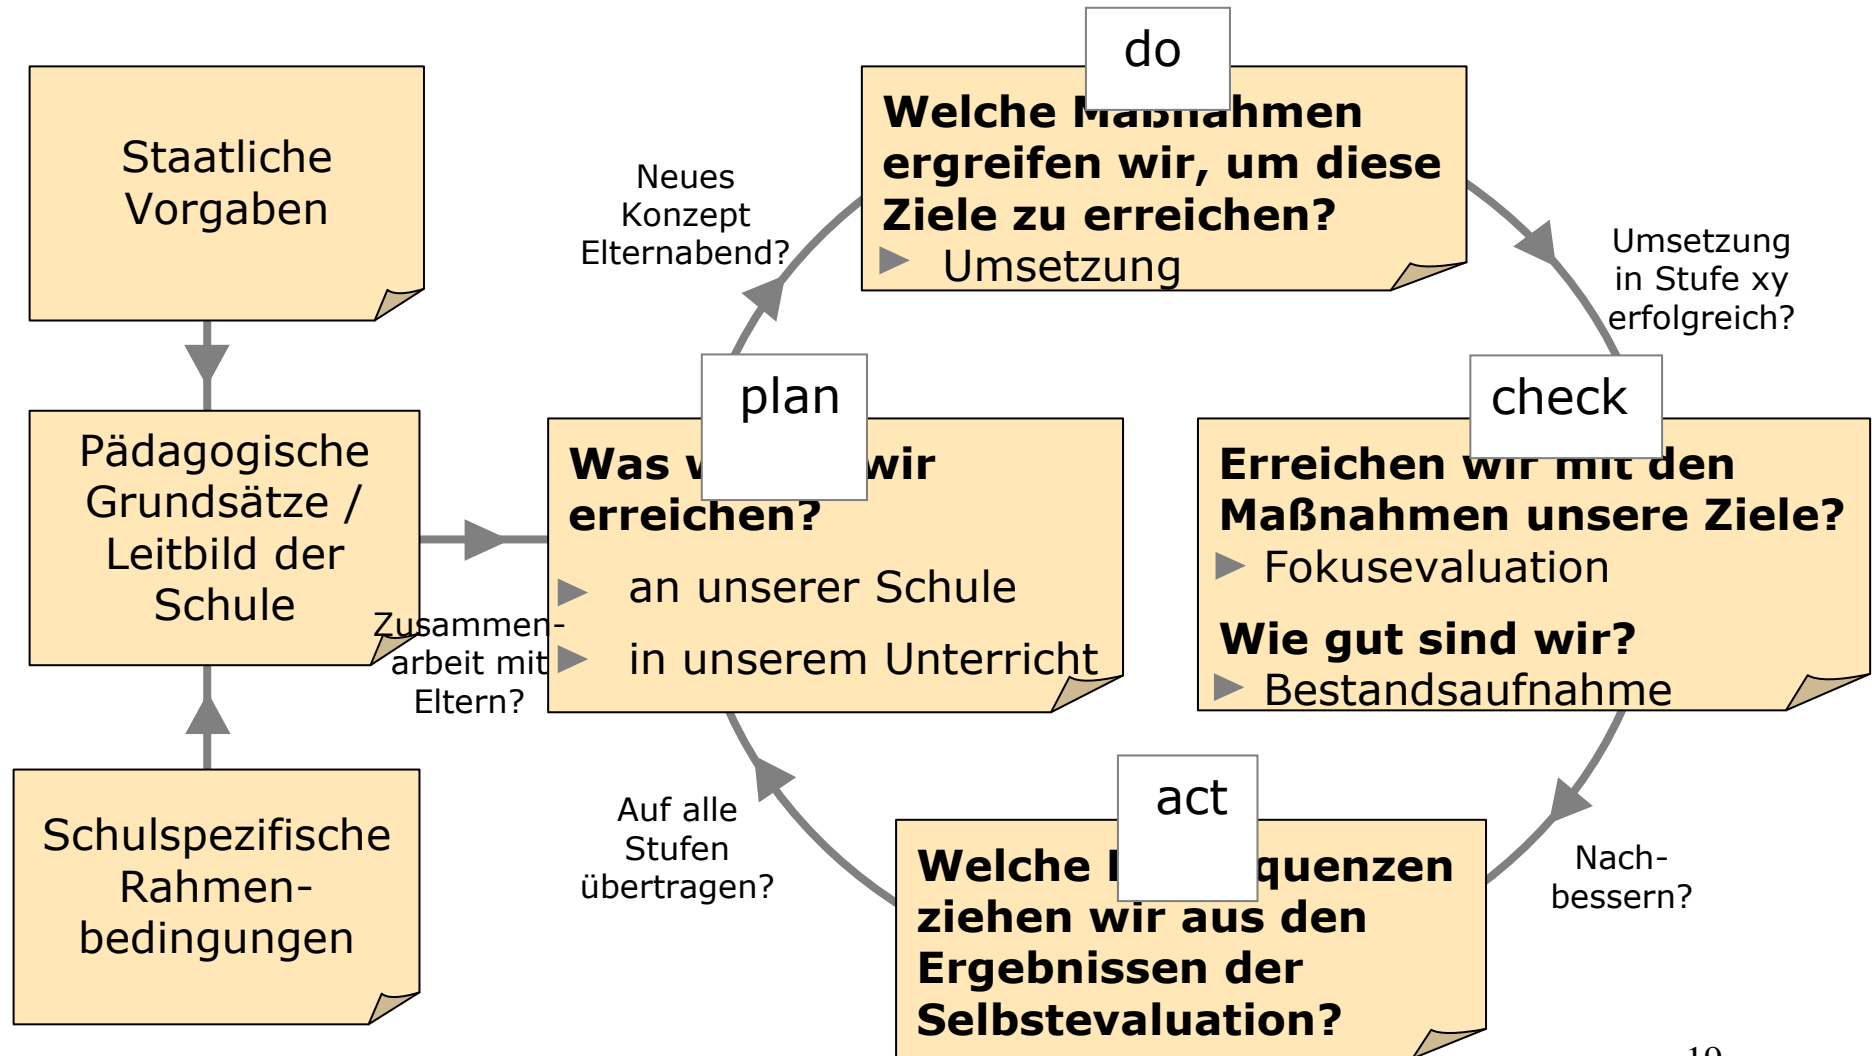 Staatliche
Vorgaben
Pädagogische
Grundsätze /
Leitbild der
Schule
Schulspezifische
Rahmen-
bedingungen
Zusammen-
arbeit mit
Eltern?
plan
Was wir
erreichen?
an unserer Schule
in unserem Unterricht
Neues
Konzept
Elternabend?
do
Welche Maßnahmen
ergreifen wir, um diese
Ziele zu erreichen?
Umsetzung
Umsetzung
in Stufe xy
erfolgreich?
check
Erreichen wir mit den
Maßnahmen unsere Ziele?
Fokusevaluation
Wie gut sind wir?
Bestandsaufnahme
Nach-
bessern?
act
Welche quenzen
ziehen wir aus den
Ergebnissen der
Selbstevaluation?
Auf alle
Stufen
übertragen?